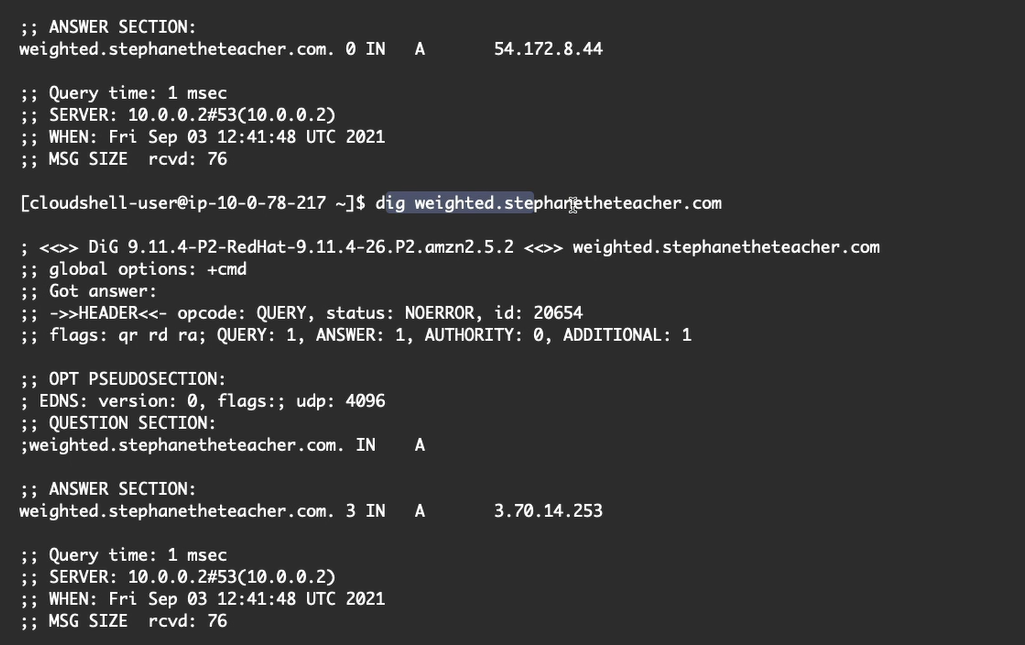 ;; ANSWER SECTION:
weighted.stephanetheteacher.com. 0 IN   A       54.172.8.44

;; Query time: 1 msec
;; SERVER: 10.0.0.2#53(10.0.0.2)
;; WHEN: Fri Sep 03 12:41:48 UTC 2021
;; MSG SIZE  rcvd: 76

[cloudshell-user@ip-10-0-78-217 ~]$ dig weighted.stephanetheteacher.com

; <<>> DiG 9.11.4-P2-RedHat-9.11.4-26.P2.amzn2.5.2 <<>> weighted.stephanetheteacher.com
;; global options: +cmd
;; Got answer:
;; ->>HEADER<<- opcode: QUERY, status: NOERROR, id: 20654
;; flags: qr rd ra; QUERY: 1, ANSWER: 1, AUTHORITY: 0, ADDITIONAL: 1

;; OPT PSEUDOSECTION:
; EDNS: version: 0, flags:; udp: 4096
;; QUESTION SECTION:
;weighted.stephanetheteacher.com. IN    A

;; ANSWER SECTION:
weighted.stephanetheteacher.com. 3 IN   A       3.70.14.253

;; Query time: 1 msec
;; SERVER: 10.0.0.2#53(10.0.0.2)
;; WHEN: Fri Sep 03 12:41:48 UTC 2021
;; MSG SIZE  rcvd: 76